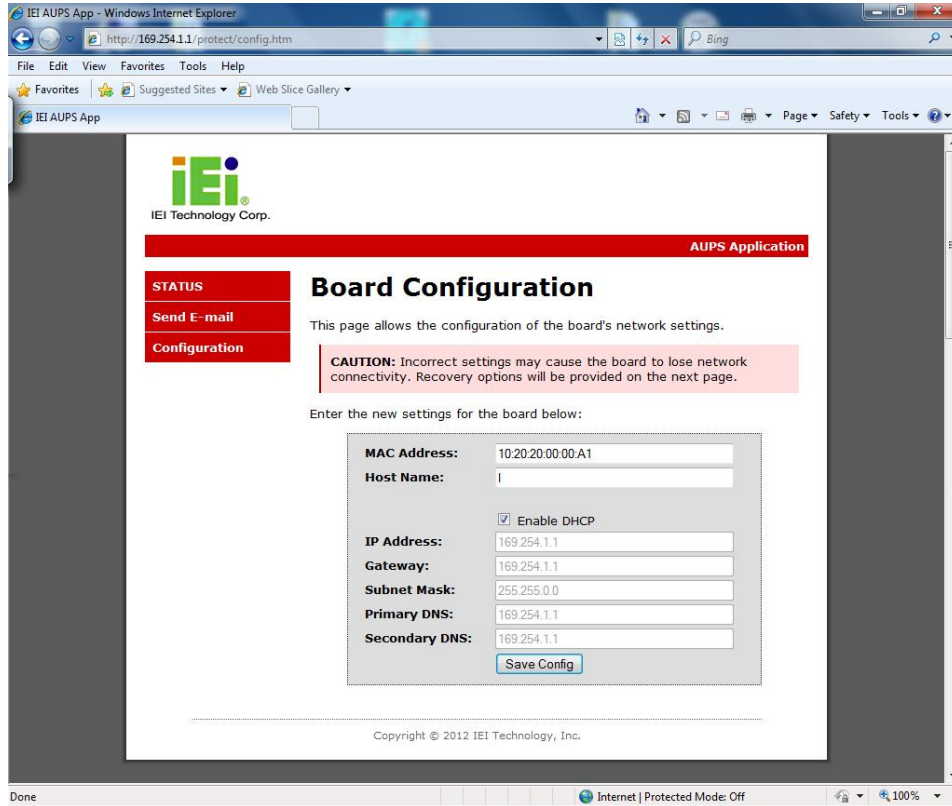 IEI AUPS App - Windows Internet Explorer
http://169.254.1.1/protect/config.htm
Bing
File Edit View Favorites Tools Help
Favorites Suggested Sites Web Slice Gallery
IEI AUPS App
Page Safety Tools
iEi®
IEI Technology Corp.
AUPS Application
STATUS
Send E-mail
Configuration
Board Configuration
This page allows the configuration of the board's network settings.
CAUTION: Incorrect settings may cause the board to lose network
connectivity. Recovery options will be provided on the next page.
Enter the new settings for the board below:
MAC Address: 10:20:20:00:00:A1
Host Name:
Enable DHCP
IP Address: 169.254.1.1
Gateway: 169.254.1.1
Subnet Mask: 255.255.0.0
Primary DNS: 169.254.1.1
Secondary DNS: 169.254.1.1
Save Config
Copyright © 2012 IEI Technology, Inc.
Done
Internet | Protected Mode: Off
100%